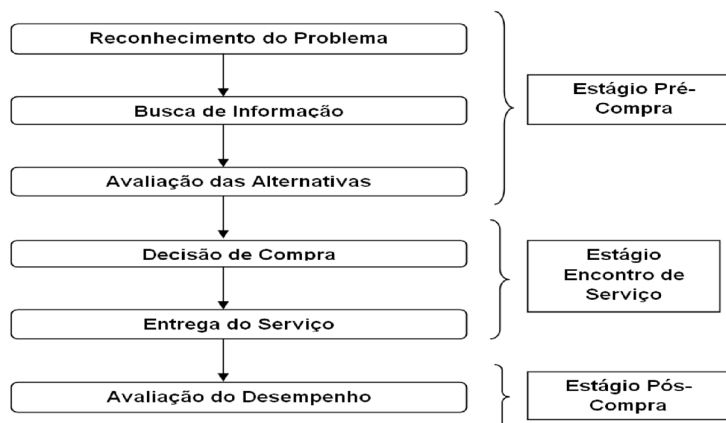 Reconhecimento do Problema
Busca de Informação
Avaliação das Alternativas
Estágio Pré-
Compra
Decisão de Compra
Entrega do Serviço
Estágio
Encontro de
Serviço
Avaliação do Desempenho
Estágio Pós-
Compra